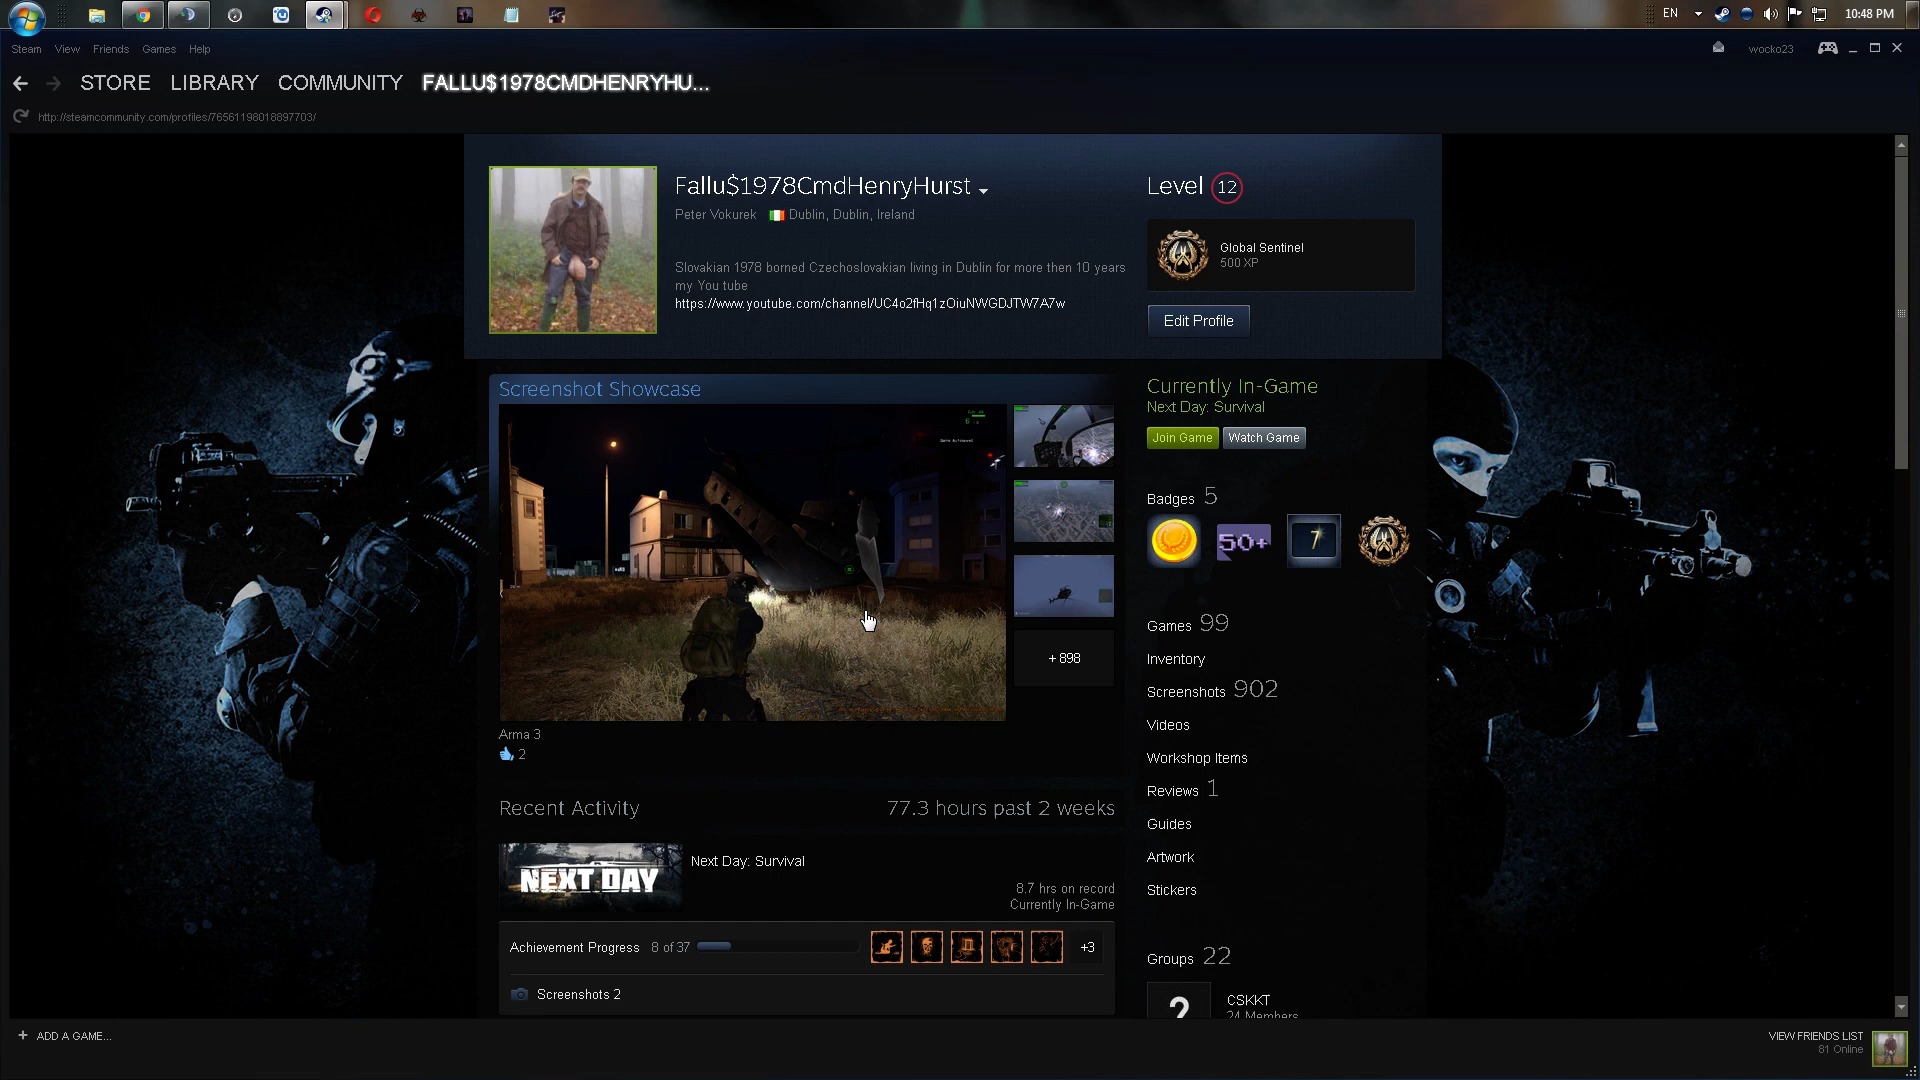 EN
10:48 PM
Steam View Friends Games Help
wocko23
STORE LIBRARY COMMUNITY FALLU$1978CMDHENRYHU...
http://steamcommunity.com/profiles/76561198018897703/
Fallu$1978CmdHenryHurst
Peter Vokurek Dublin, Dublin, Ireland
Slovakian 1978 borned Czechoslovakian living in Dublin for more then 10 years
my You tube
https://www.youtube.com/channel/UC4o2fHq1zOiuNWGDJTW7A7w
Level 12
Global Sentinel
500 XP
Edit Profile
Screenshot Showcase
Game Autosaved
+898
Arma 3
2
Currently In-Game
Next Day: Survival
Join Game Watch Game
Badges 5
50+
7
Games 99
Inventory
Screenshots 902
Videos
Workshop Items
Reviews 1
Guides
Artwork
Stickers
Groups 22
?
CSKKT
24 Members
Recent Activity 77.3 hours past 2 weeks
NEXT DAY
Next Day: Survival
8.7 hrs on record
Currently In-Game
Achievement Progress 8 of 37
+3
Screenshots 2
+ ADD A GAME...
VIEW FRIENDS LIST
81 Online